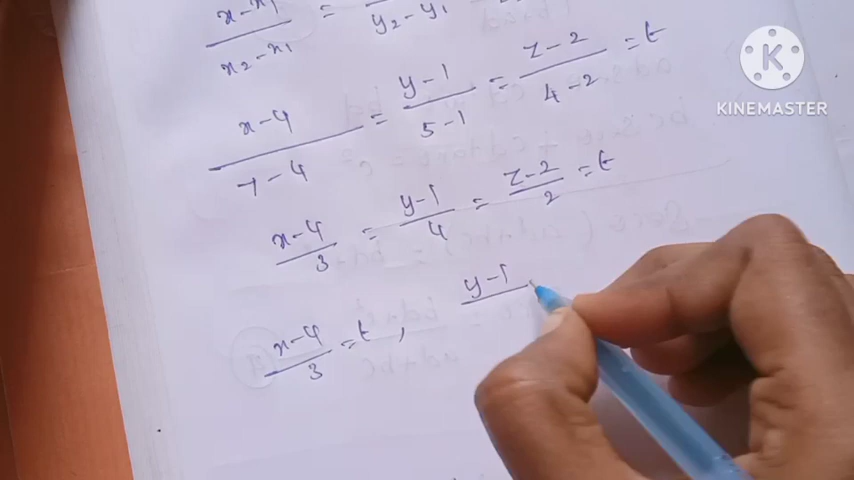 x-x1 / x2-x1 = / y2-y1
x-4 / 7-4 = y-1 / 5-1 = z-2 / 4-2 = t
x-4 / 3 = y-1 / 4 = z-2 / 2 = t
x-4 / 3 = t, y-1
KINEMASTER